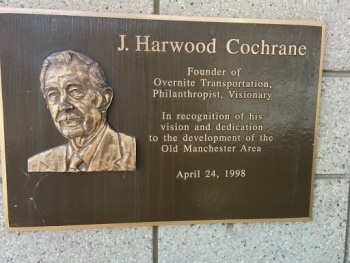 J. Harwood Cochrane
Founder of
Overnite Transportation,
Philanthropist, Visionary
In recognition of his
vision and dedication
to the development of the
Old Manchester Area
April 24, 1998